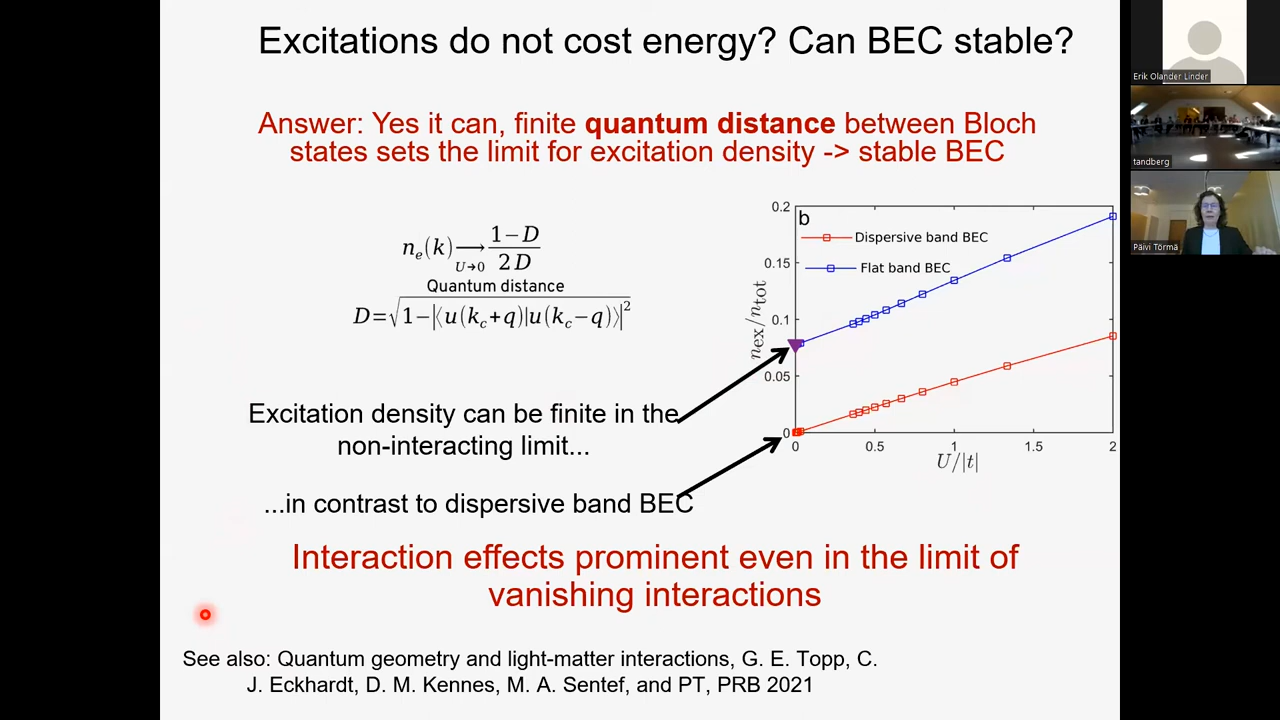 Excitations do not cost energy? Can BEC stable?
Answer: Yes it can, finite quantum distance between Bloch
states sets the limit for excitation density -> stable BEC
n_e(k) →_{U→0} (1−D)/(2D)
Quantum distance
D=√(1−|⟨u(k_c+q)|u(k_c−q)⟩|²)
Excitation density can be finite in the
non-interacting limit...
...in contrast to dispersive band BEC
b
Dispersive band BEC
Flat band BEC
0.2
0.15
0.1
0.05
0
n_ex/n_tot
0 0.5 1 1.5 2
U/|t|
Interaction effects prominent even in the limit of
vanishing interactions
See also: Quantum geometry and light-matter interactions, G. E. Topp, C.
J. Eckhardt, D. M. Kennes, M. A. Sentef, and PT, PRB 2021
Erik Olander Linder
tandberg
Päivi Törmä